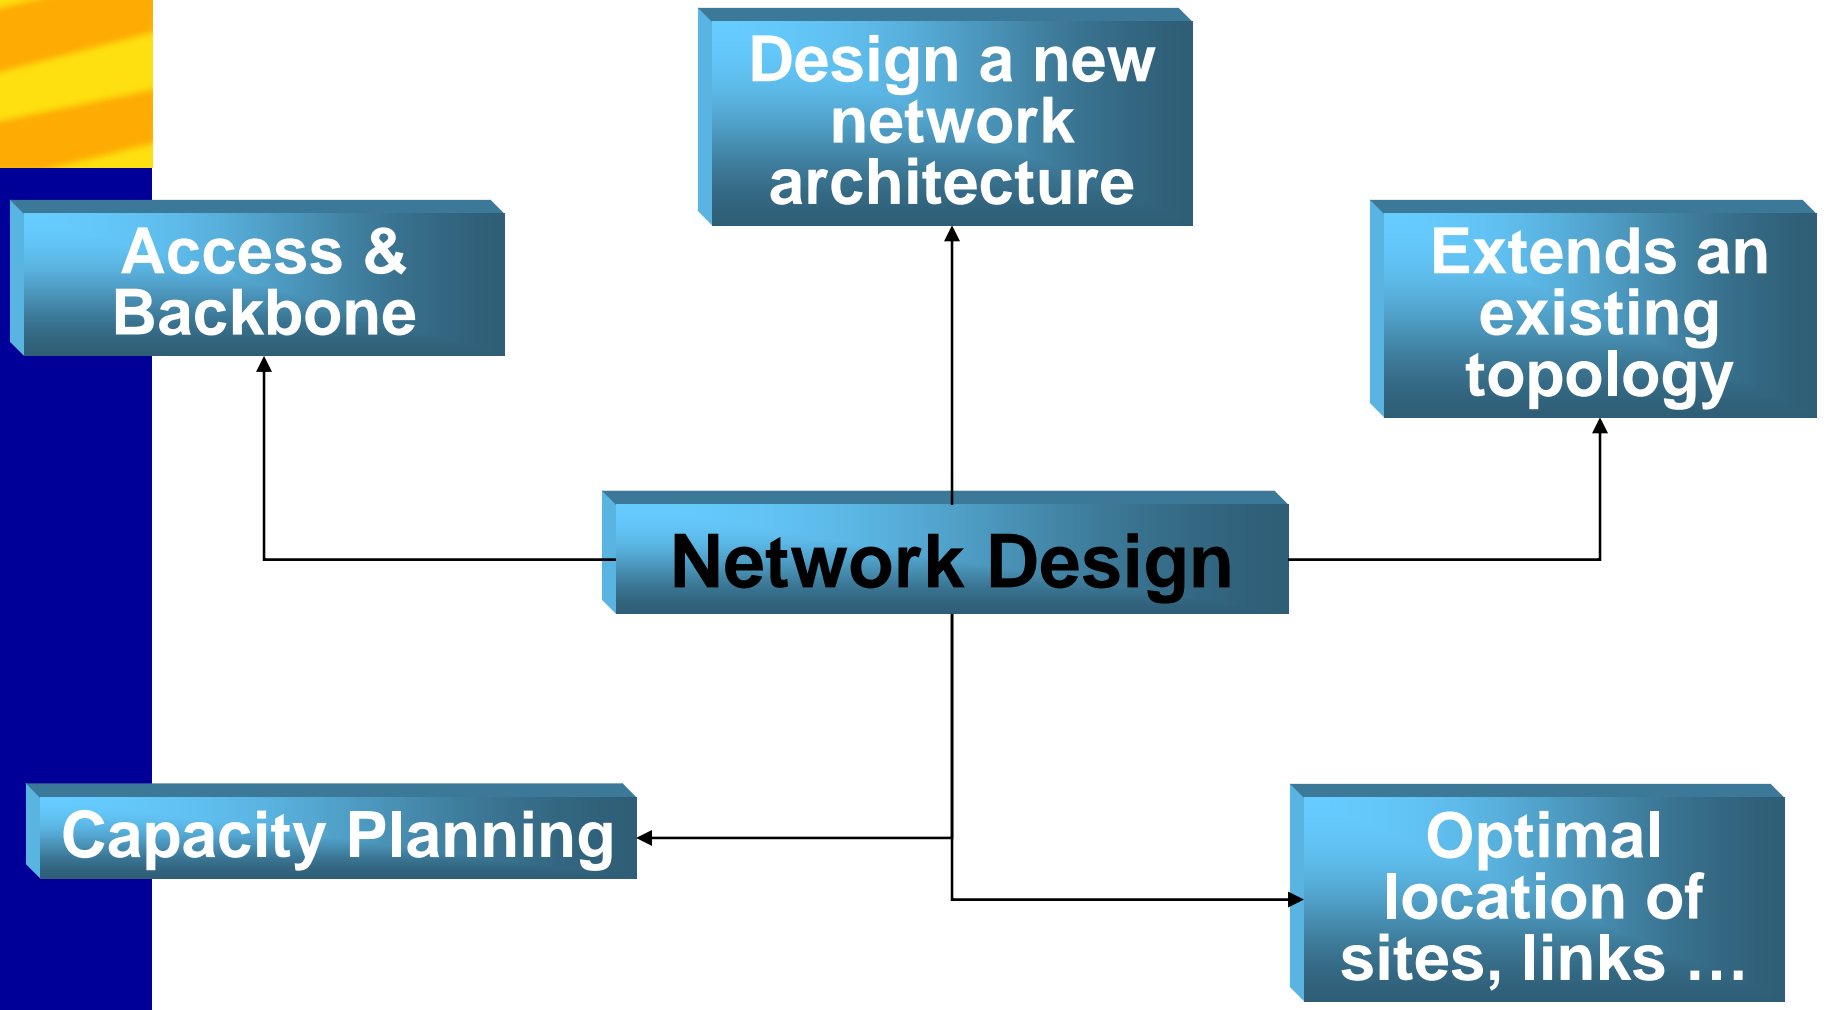 Design a new
network
architecture
Access &
Backbone
Extends an
existing
topology
Network Design
Capacity Planning
Optimal
location of
sites, links …